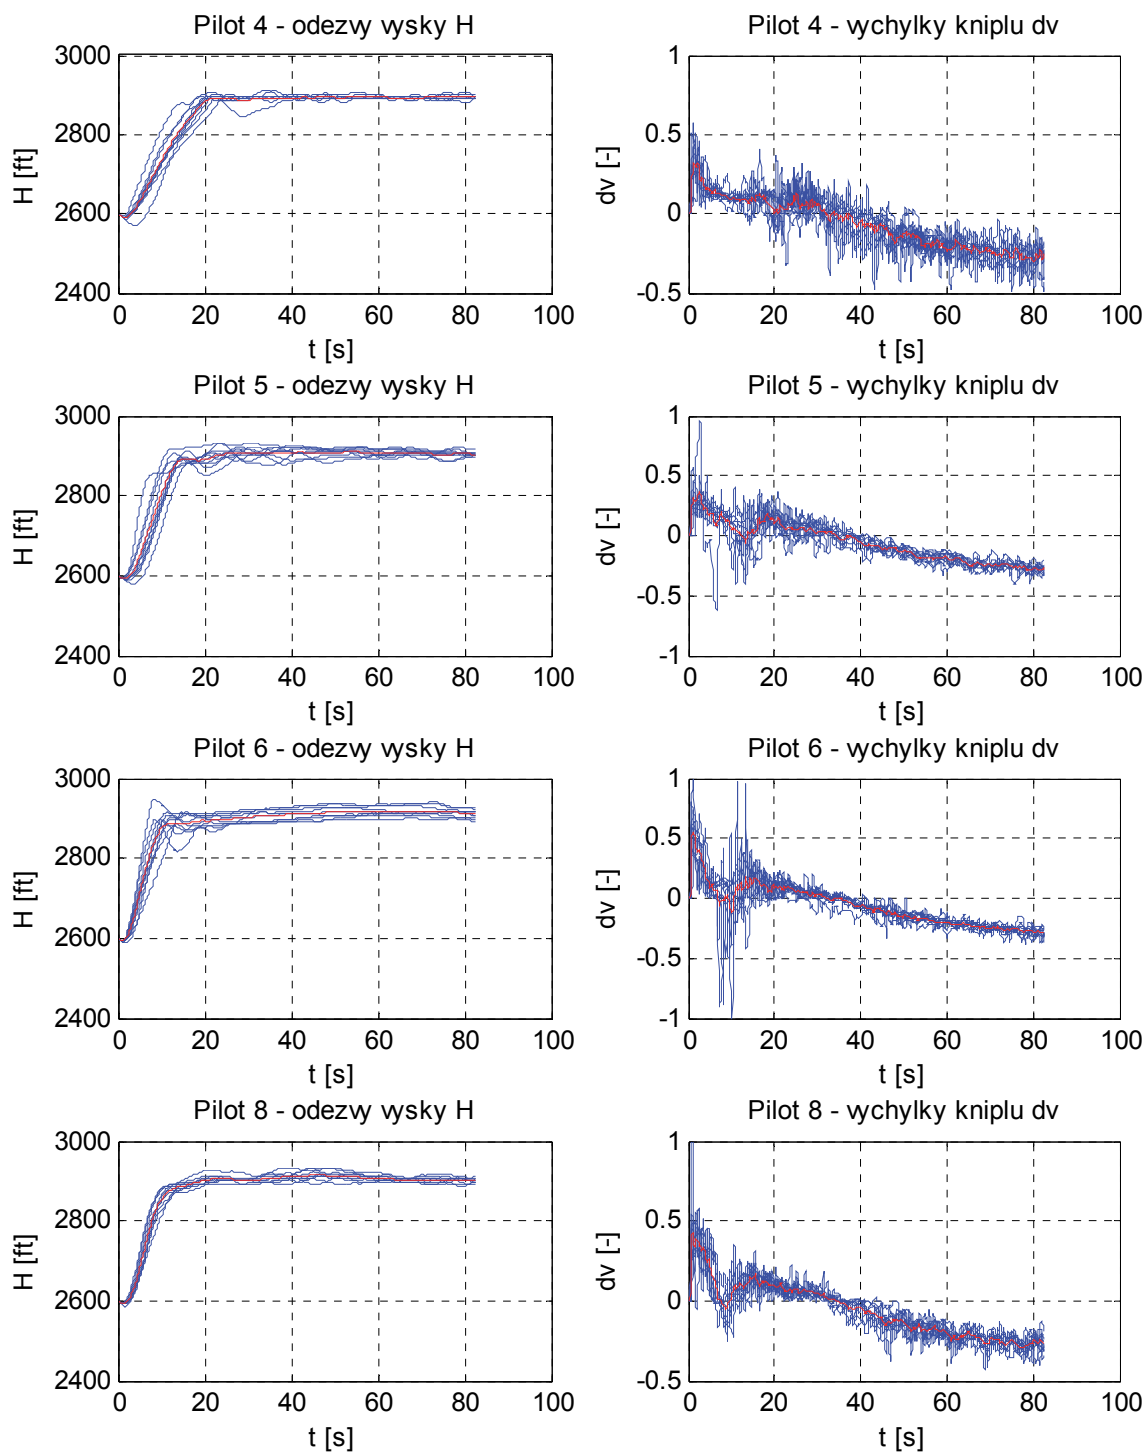 Pilot 4 - odezvy vysky H
3000
2800
2600
2400
H [ft]
0 20 40 60 80 100
t [s]
Pilot 4 - vychylky kniplu dv
1
0.5
0
-0.5
dv [-]
0 20 40 60 80 100
t [s]
Pilot 5 - odezvy vysky H
3000
2800
2600
2400
H [ft]
0 20 40 60 80 100
t [s]
Pilot 5 - vychylky kniplu dv
1
0.5
0
-0.5
-1
dv [-]
0 20 40 60 80 100
t [s]
Pilot 6 - odezvy vysky H
3000
2800
2600
2400
H [ft]
0 20 40 60 80 100
t [s]
Pilot 6 - vychylky kniplu dv
1
0.5
0
-0.5
-1
dv [-]
0 20 40 60 80 100
t [s]
Pilot 8 - odezvy vysky H
3000
2800
2600
2400
H [ft]
0 20 40 60 80 100
t [s]
Pilot 8 - vychylky kniplu dv
1
0.5
0
-0.5
dv [-]
0 20 40 60 80 100
t [s]